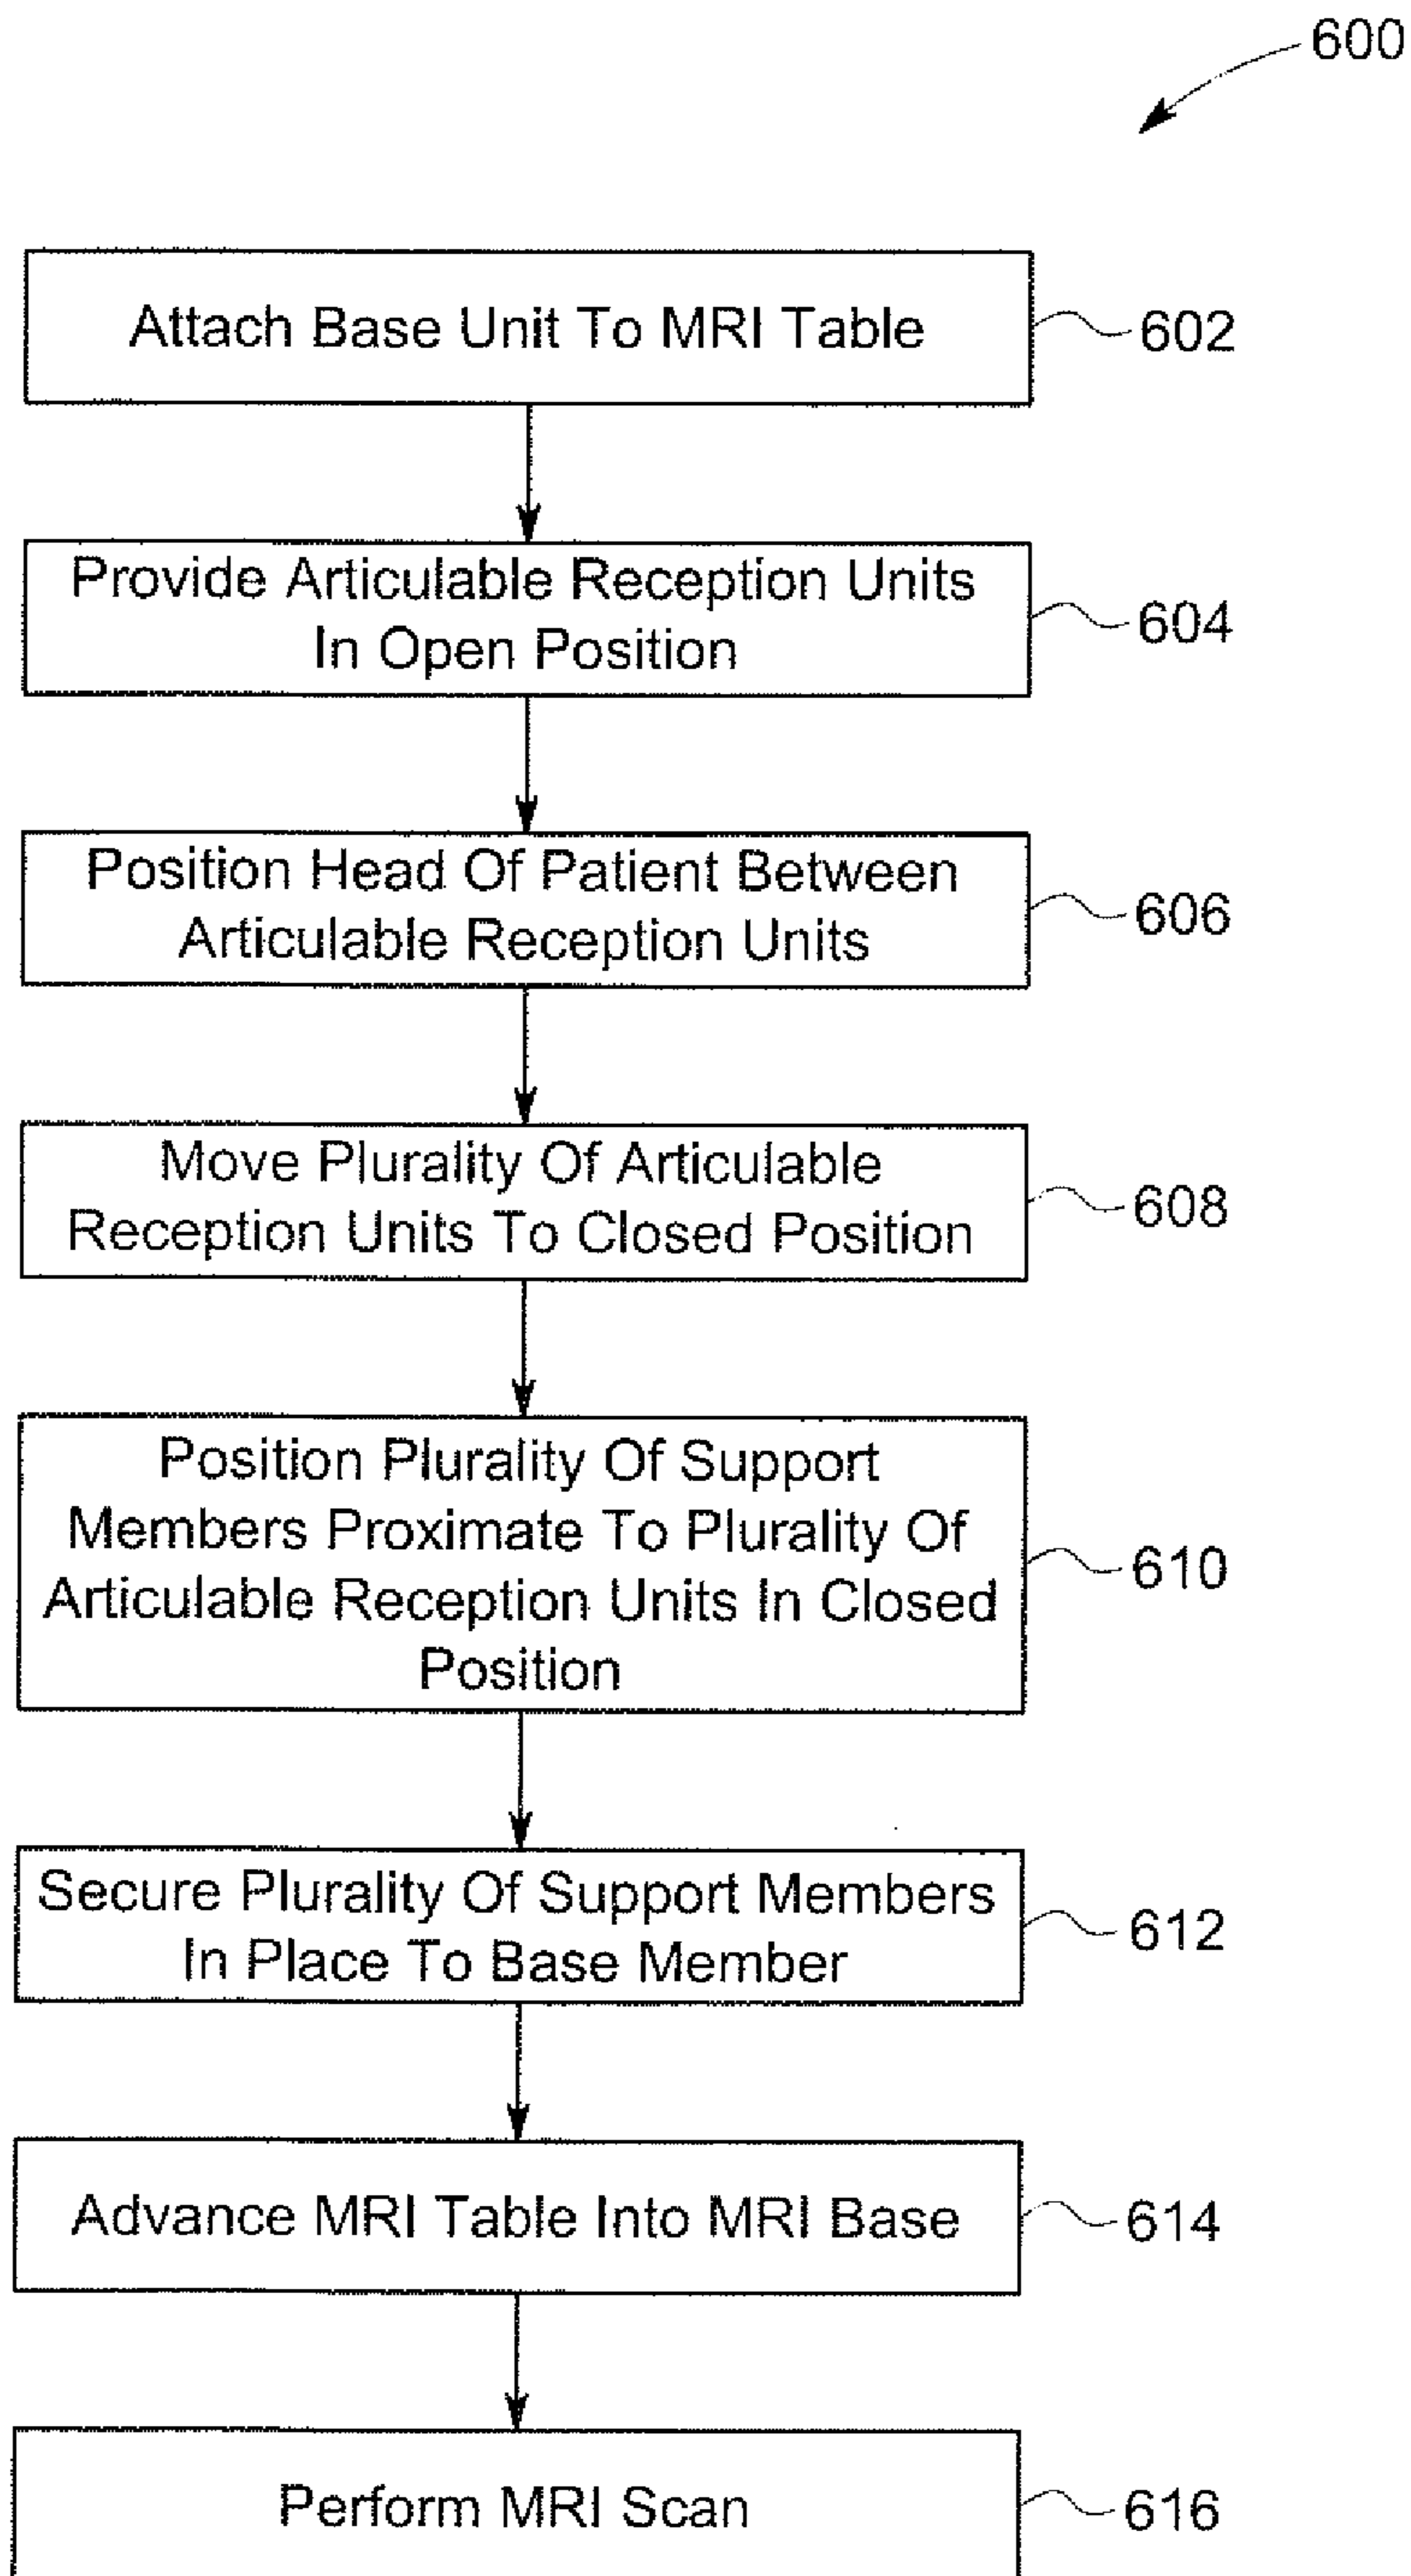 600
Attach Base Unit To MRI Table
602
Provide Articulable Reception Units
In Open Position
604
Position Head Of Patient Between
Articulable Reception Units
606
Move Plurality Of Articulable
Reception Units To Closed Position
608
Position Plurality Of Support
Members Proximate To Plurality Of
Articulable Reception Units In Closed
Position
610
Secure Plurality Of Support Members
In Place To Base Member
612
Advance MRI Table Into MRI Base
614
Perform MRI Scan
616